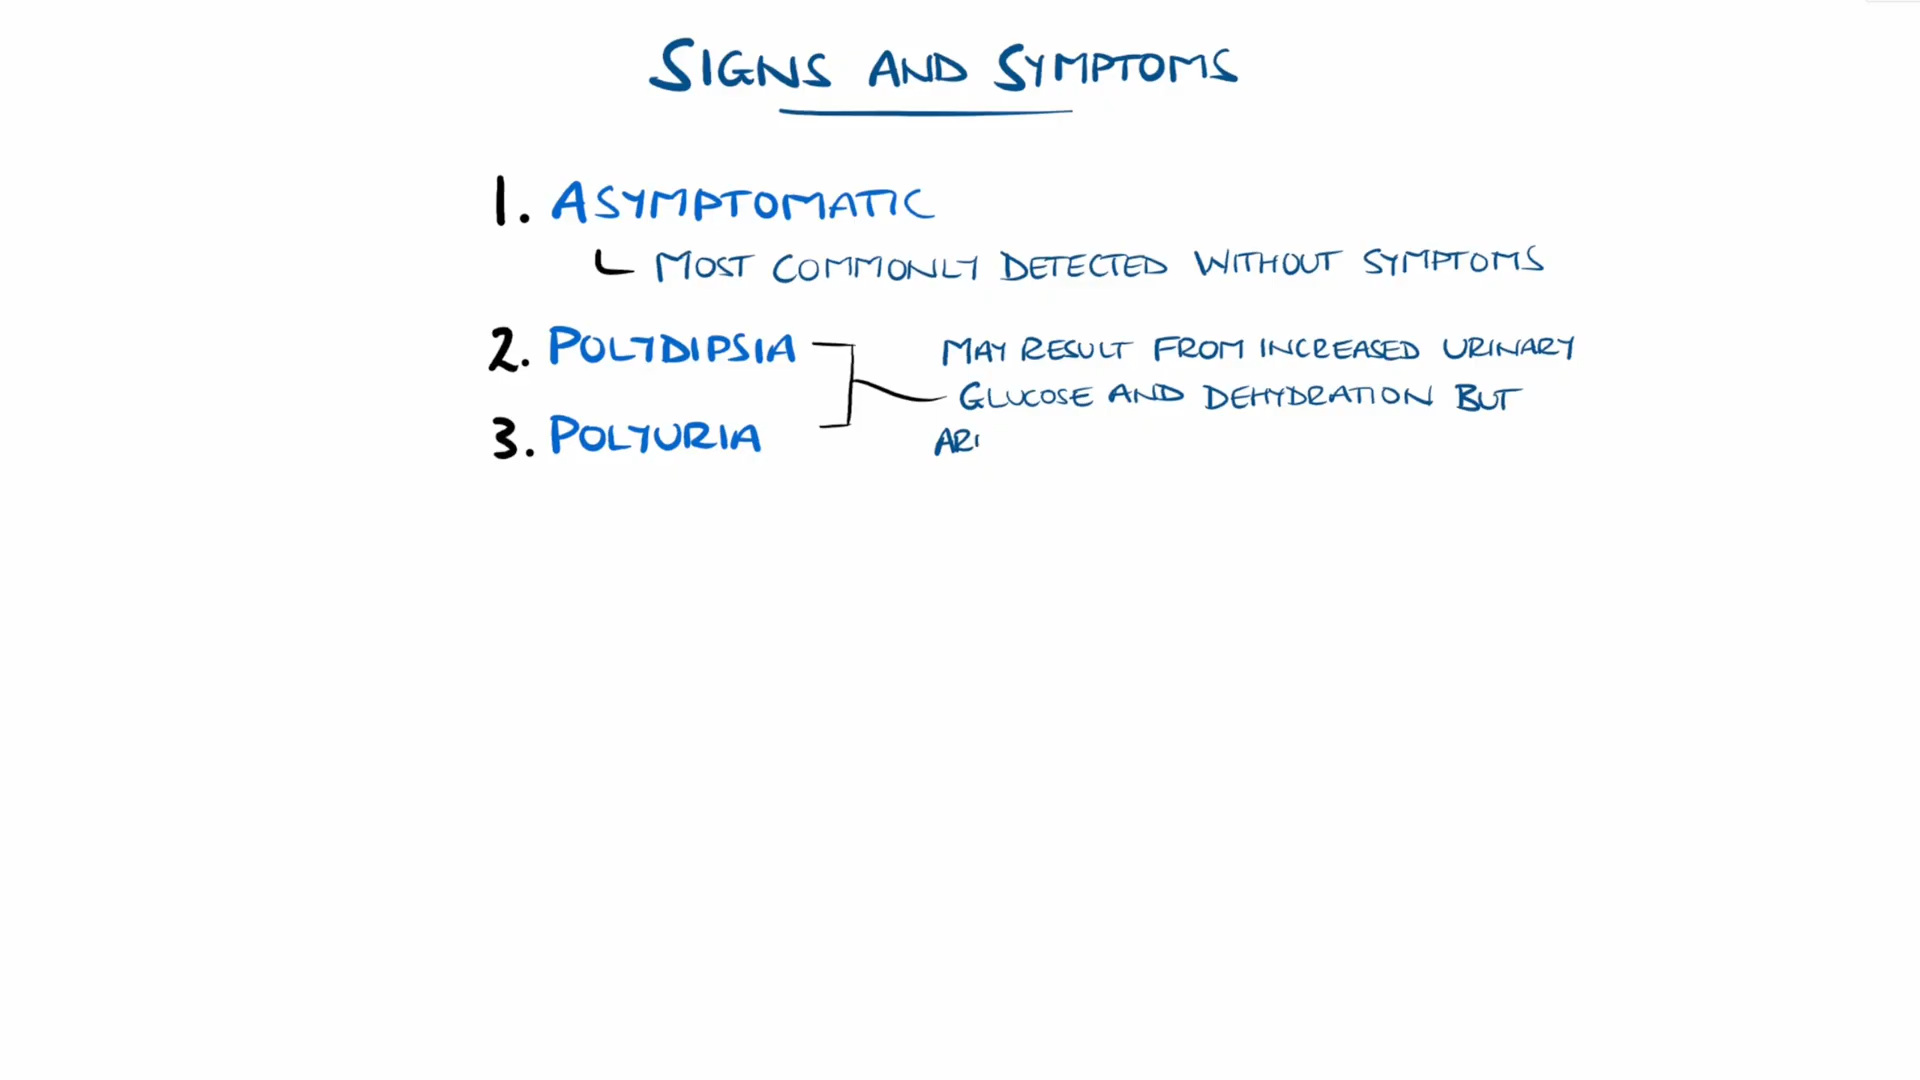 SIGNS AND SYMPTOMS
1. ASYMPTOMATIC
MOST COMMONLY DETECTED WITHOUT SYMPTOMS
2. POLYDIPSIA
MAY RESULT FROM INCREASED URINARY
GLUCOSE AND DEHYDRATION BUT
3. POLYURIA